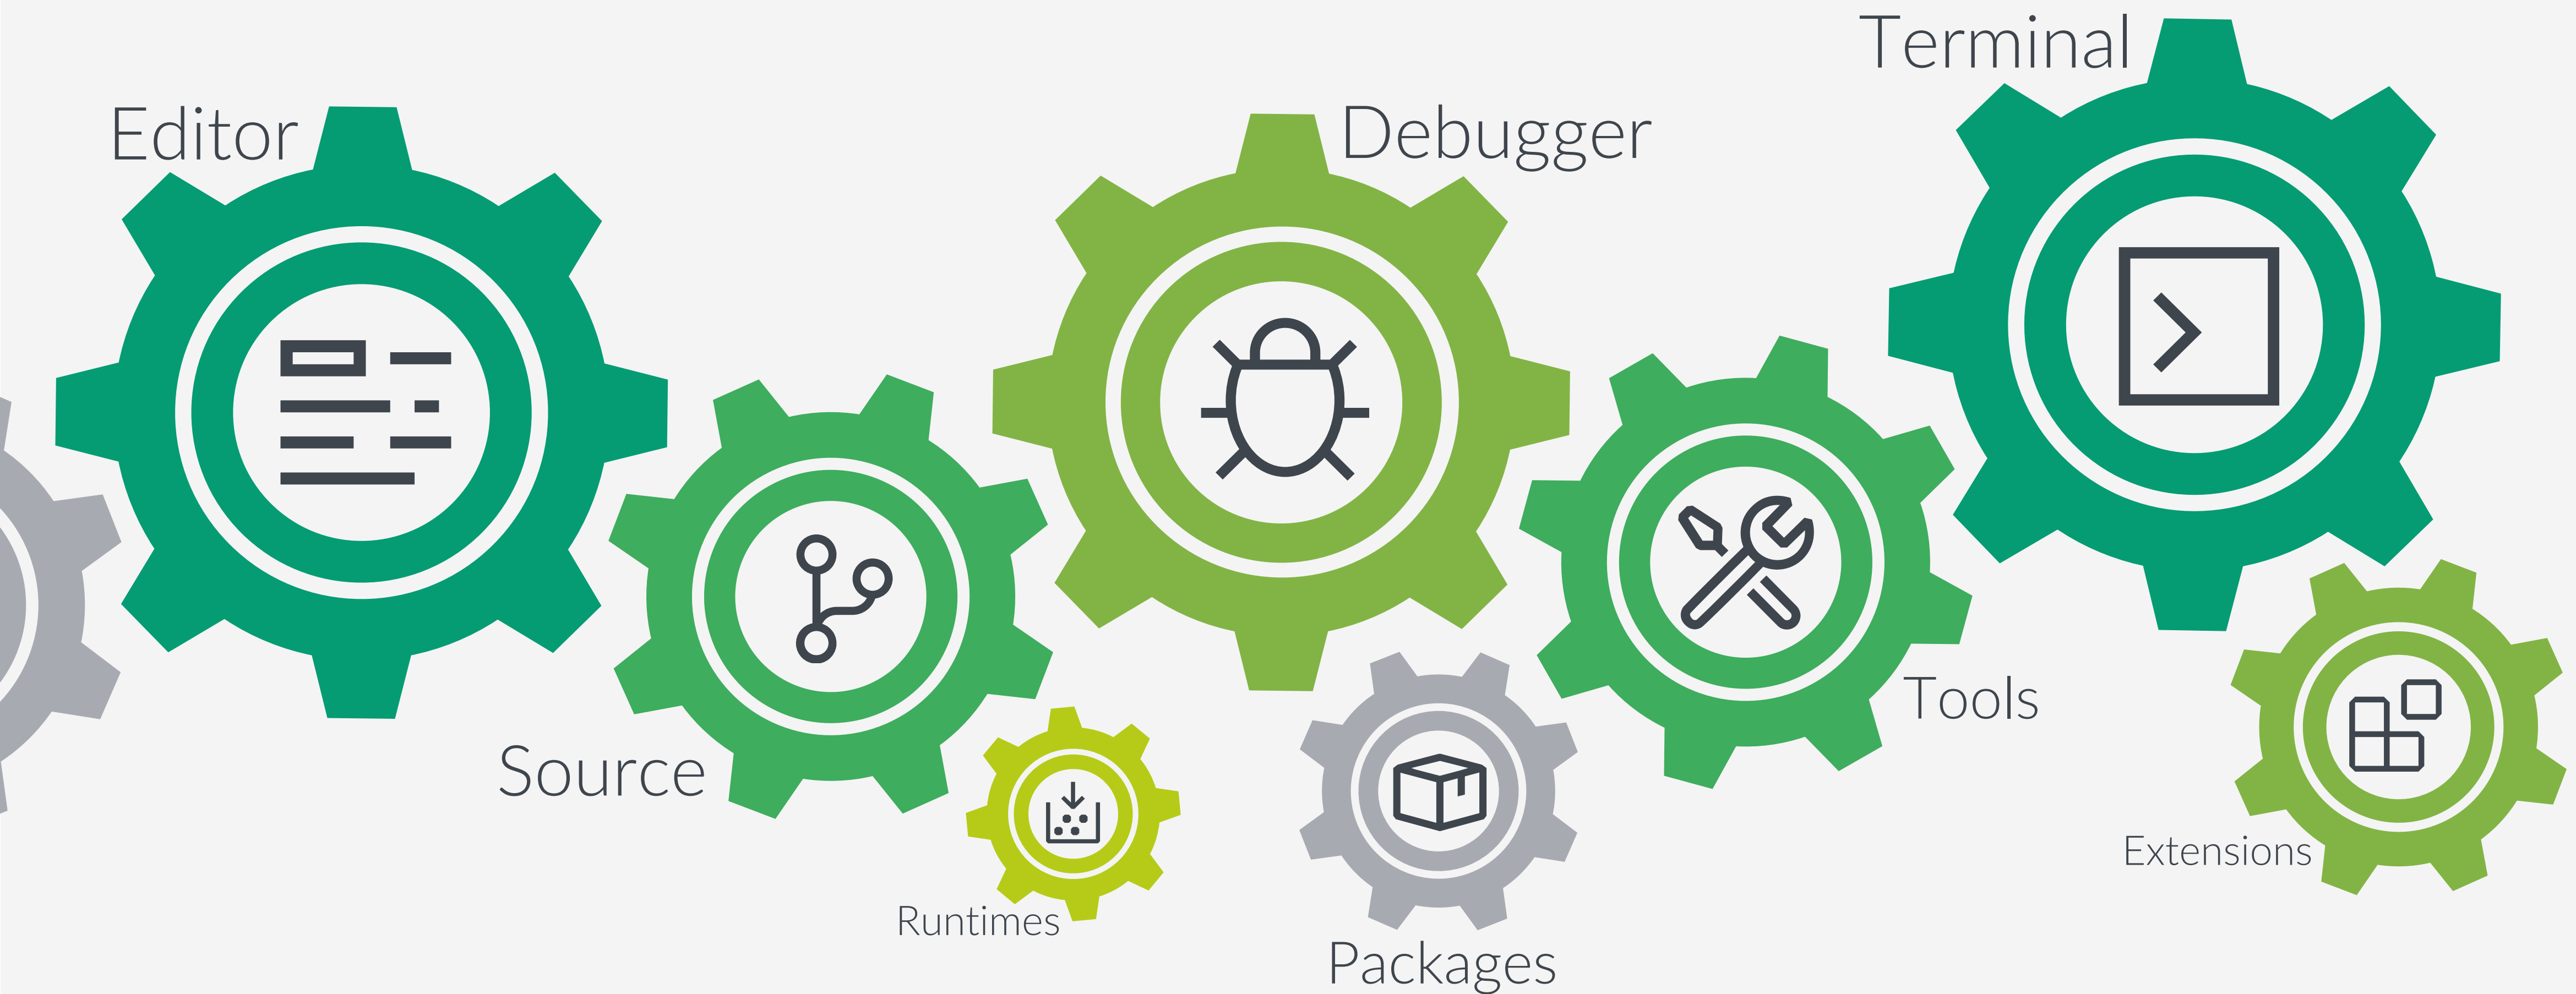 Editor
Source
Runtimes
Debugger
Packages
Tools
Terminal
Extensions